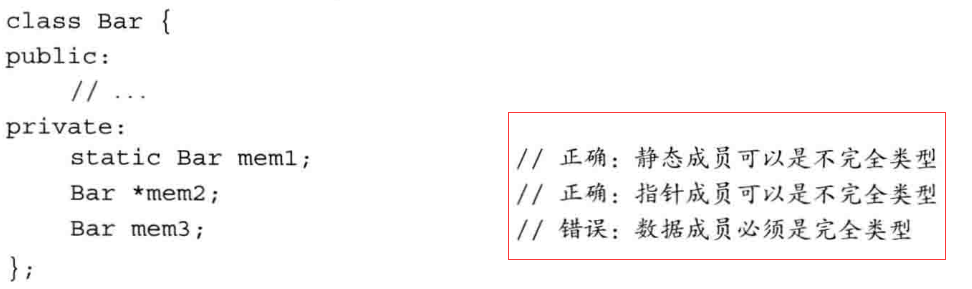 class Bar {
public:
// ...
private:
static Bar mem1; // 正确：静态成员可以是不完全类型
Bar *mem2; // 正确：指针成员可以是不完全类型
Bar mem3; // 错误：数据成员必须是完全类型
};